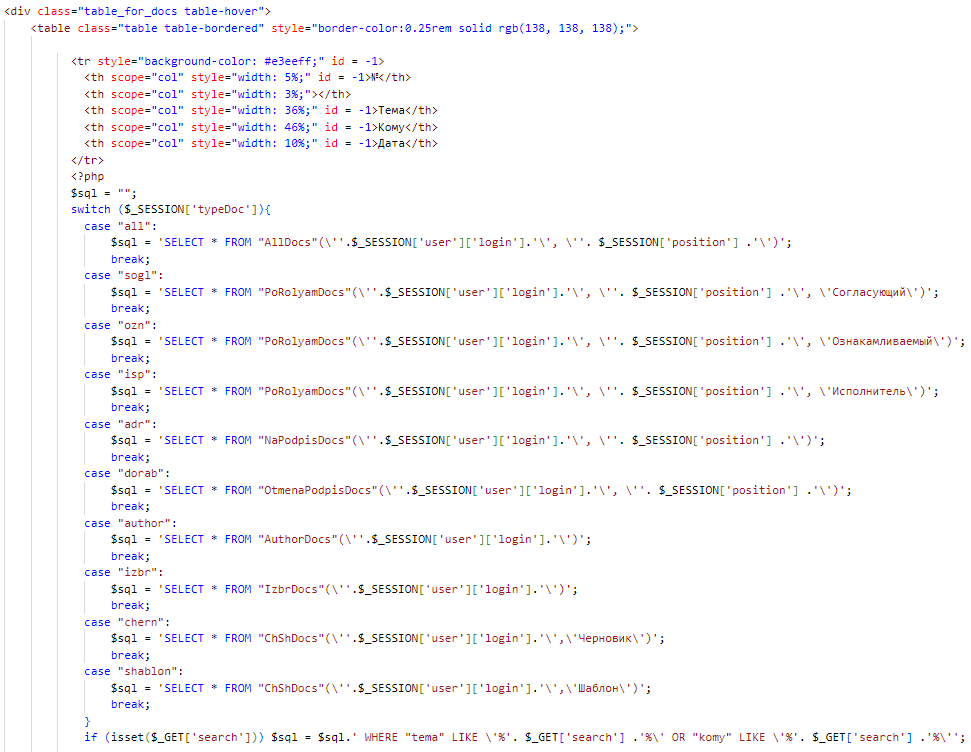 <div class="table_for_docs table-hover">
<table class="table table-bordered" style="border-color:0.25rem solid rgb(138, 138, 138);">
<tr style="background-color: #e3eeff;" id = -1>
<th scope="col" style="width: 5%;" id = -1>№</th>
<th scope="col" style="width: 3%;"></th>
<th scope="col" style="width: 36%;" id = -1>Тема</th>
<th scope="col" style="width: 46%;" id = -1>Кому</th>
<th scope="col" style="width: 10%;" id = -1>Дата</th>
</tr>
<?php
$sql = "";
switch ($_SESSION['typeDoc']){
case "all":
$sql = 'SELECT * FROM "AllDocs"(\''.$_SESSION['user']['login'].'\', \''. $_SESSION['position'] .'\')';
break;
case "sogl":
$sql = 'SELECT * FROM "PoRolyamDocs"(\''.$_SESSION['user']['login'].'\', \''. $_SESSION['position'] .'\', \'Согласующий\')';
break;
case "ozn":
$sql = 'SELECT * FROM "PoRolyamDocs"(\''.$_SESSION['user']['login'].'\', \''. $_SESSION['position'] .'\', \'Ознакамливаемый\')';
break;
case "isp":
$sql = 'SELECT * FROM "PoRolyamDocs"(\''.$_SESSION['user']['login'].'\', \''. $_SESSION['position'] .'\', \'Исполнитель\')';
break;
case "adr":
$sql = 'SELECT * FROM "NaPodpisDocs"(\''.$_SESSION['user']['login'].'\', \''. $_SESSION['position'] .'\')';
break;
case "dorab":
$sql = 'SELECT * FROM "OtmenaPodpisDocs"(\''.$_SESSION['user']['login'].'\', \''. $_SESSION['position'] .'\')';
break;
case "author":
$sql = 'SELECT * FROM "AuthorDocs"(\''.$_SESSION['user']['login'].'\')';
break;
case "izbr":
$sql = 'SELECT * FROM "IzbrDocs"(\''.$_SESSION['user']['login'].'\')';
break;
case "chern":
$sql = 'SELECT * FROM "ChShDocs"(\''.$_SESSION['user']['login'].'\',\'Черновик\')';
break;
case "shablon":
$sql = 'SELECT * FROM "ChShDocs"(\''.$_SESSION['user']['login'].'\',\'Шаблон\')';
break;
}
if (isset($_GET['search'])) $sql = $sql.' WHERE "tema" LIKE \'%'. $_GET['search'] .'%\' OR "komy" LIKE \'%'. $_GET['search'] .'%\'';